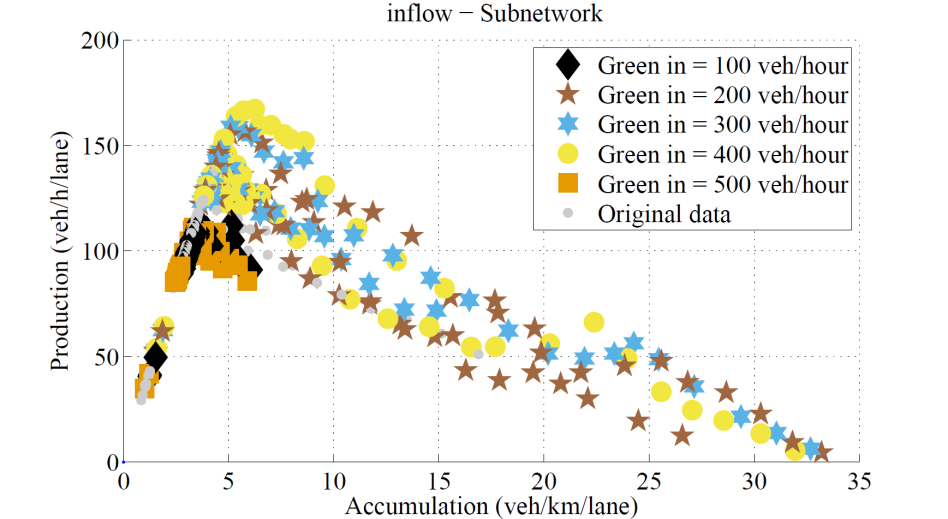 inflow − Subnetwork
200
150
100
50
0
Production (veh/h/lane)
Green in = 100 veh/hour
Green in = 200 veh/hour
Green in = 300 veh/hour
Green in = 400 veh/hour
Green in = 500 veh/hour
Original data
0 5 10 15 20 25 30 35
Accumulation (veh/km/lane)